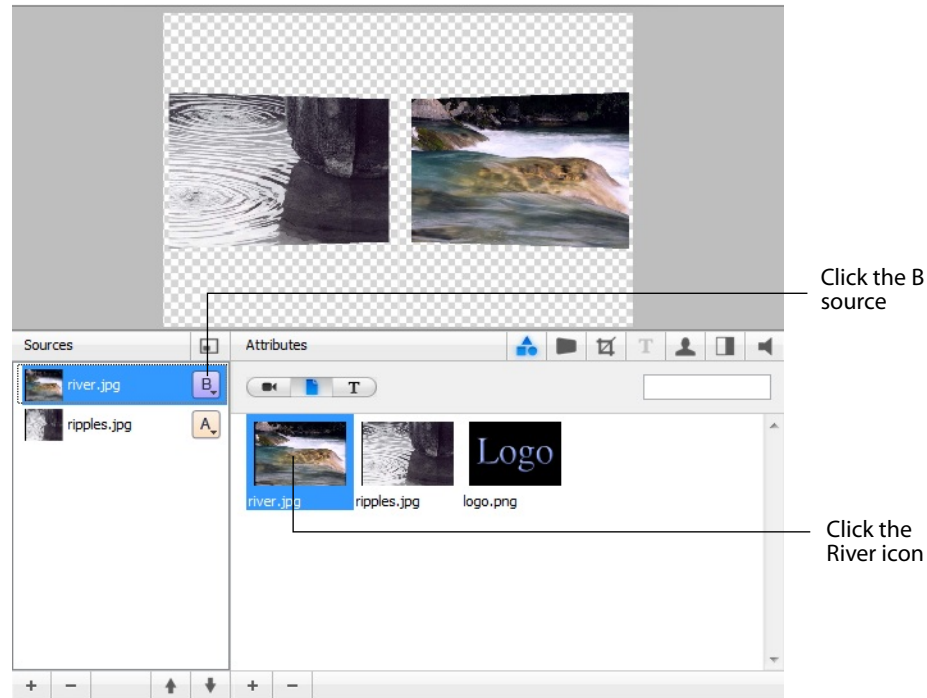 Click the B
source
Sources
Attributes
T
river.jpg
B
T
ripples.jpg
A
Logo
river.jpg
ripples.jpg
logo.png
Click the
River icon